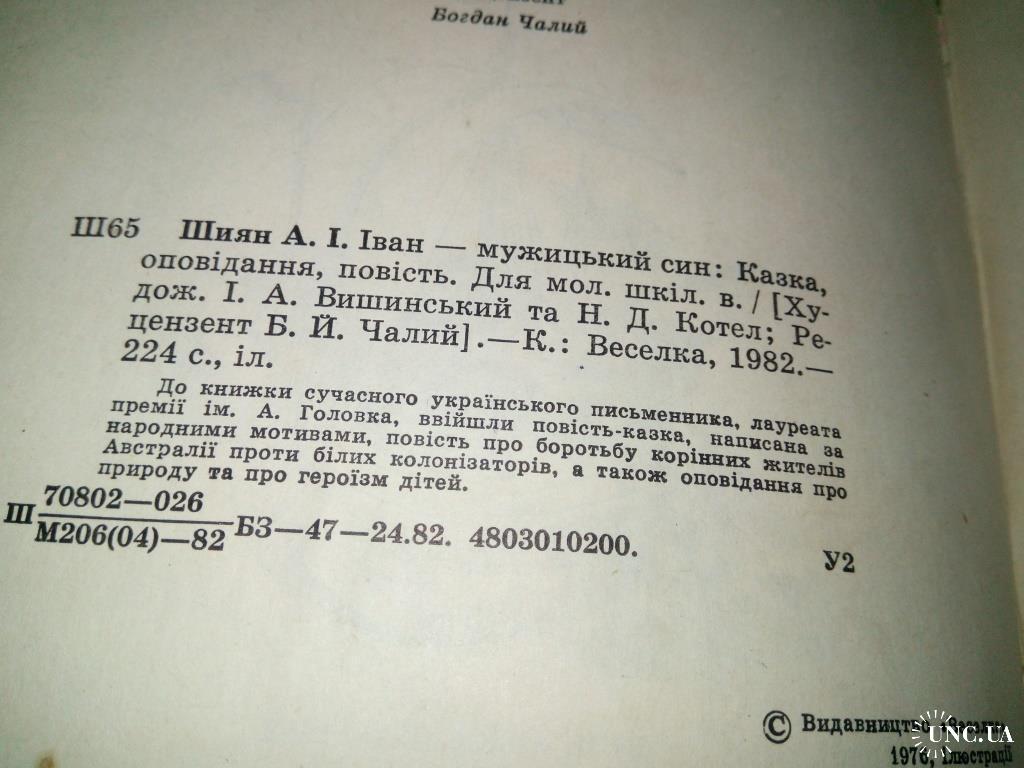 Богдан Чалий
Ш65 Шиян А. І. Іван — мужицький син: Казка,
оповідання, повість. Для мол. шкіл. в. / [Ху-
дож. І. А. Вишинський та Н. Д. Котел; Ре-
цензент Б. Й. Чалий].—К.: Веселка, 1982.—
224 с., іл.
До книжки сучасного українського письменника, лауреата
премії ім. А. Головка, ввійшли повість-казка, написана за
народними мотивами, повість про боротьбу корінних жителів
Австралії проти білих колонізаторів, а також оповідання про
природу та про героїзм дітей.
Ш 70802—026
М206(04)—82 БЗ—47—24.82. 4803010200.
У2
© Видавництво
UNC.UA
Ілюстрації